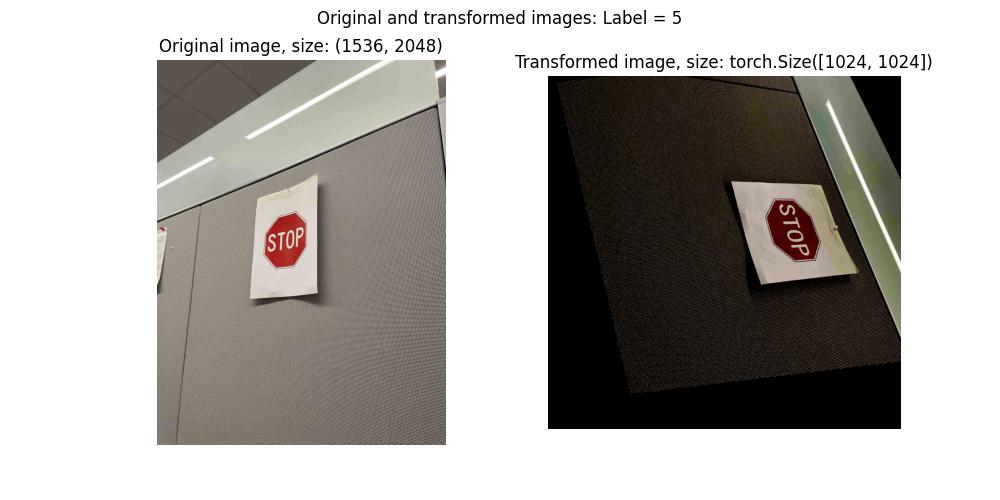 Original and transformed images: Label = 5
Original image, size: (1536, 2048)
Transformed image, size: torch.Size([1024, 1024])
STOP
STOP